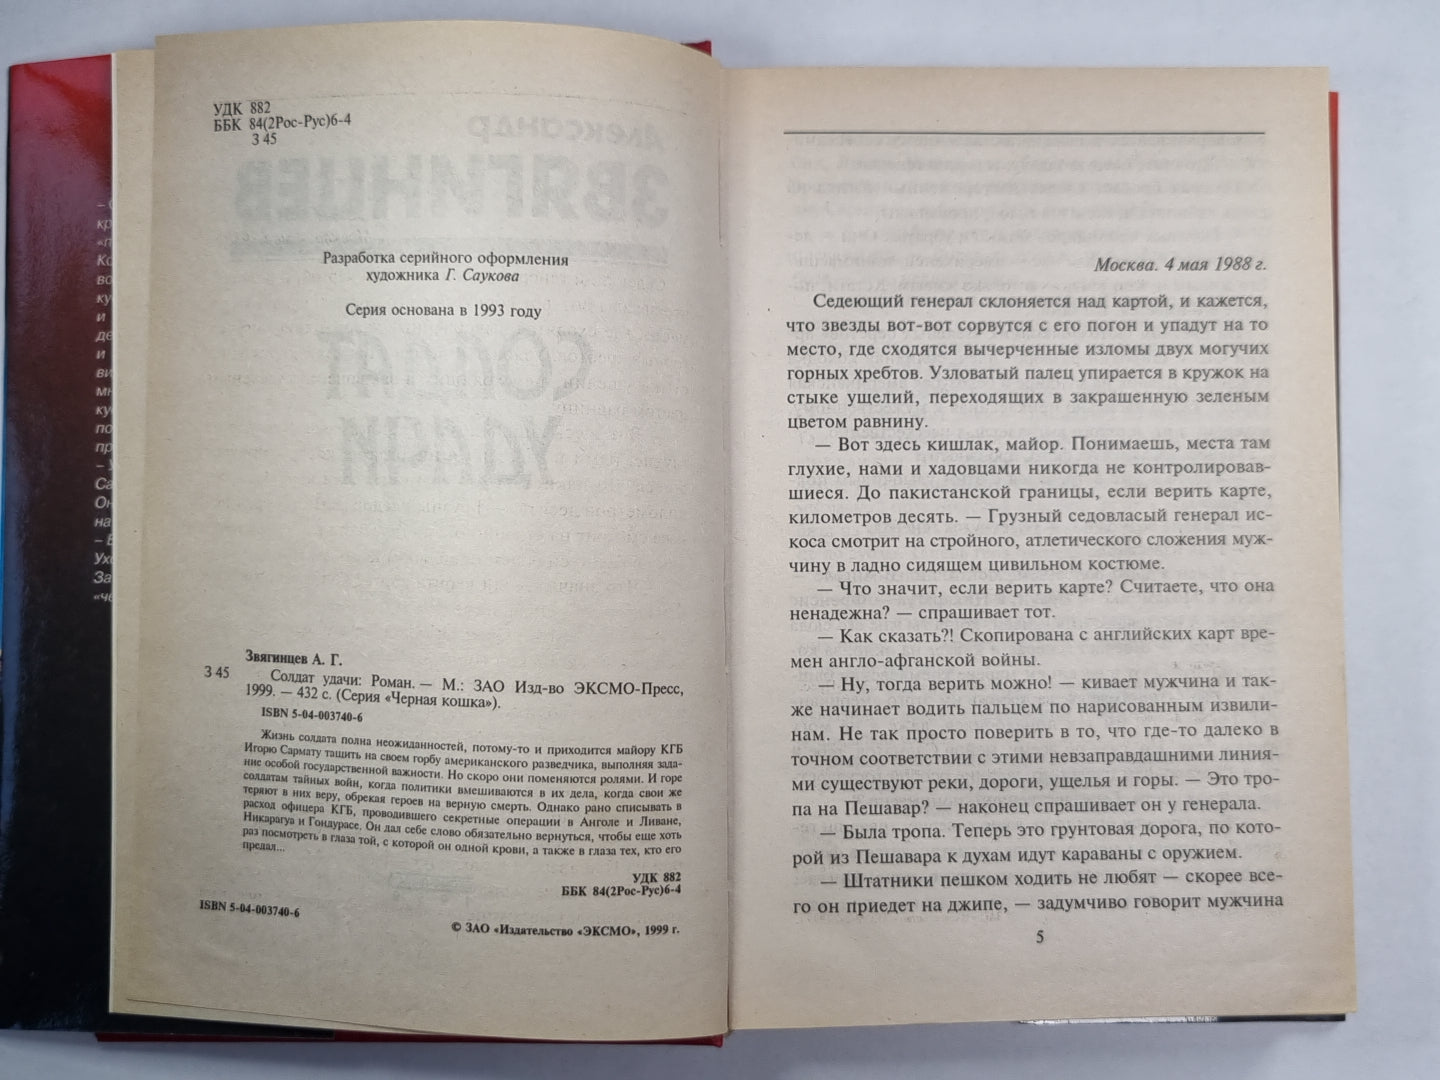 УДК 882
ББК 84(2Рос-Рус)6-4
З 45
Разработка серийного оформления
художника Г. Саукова
Серия основана в 1993 году
Звягинцев А. Г.
З 45
Солдат удачи: Роман. — М.: ЗАО Изд-во ЭКСМО-Пресс,
1999. — 432 с. (Серия «Черная кошка»).
ISBN 5-04-003740-6
Жизнь солдата полна неожиданностей, потому-то и приходится майору КГБ
Игорю Сармату тащить на своем горбу американского разведчика, выполняя зада-
ние особой государственной важности. Но скоро они поменяются ролями. И горе
солдатам тайных войн, когда политики вмешиваются в их дела, когда свои же
теряют в них веру, обрекая героев на верную смерть. Однако рано списывать в
расход офицера КГБ, проводившего секретные операции в Анголе и Ливане,
Никарагуа и Гондурасе. Он дал себе слово обязательно вернуться, чтобы еще хоть
раз посмотреть в глаза той, с которой он одной крови, а также в глаза тех, кто его
предал...
УДК 882
ББК 84(2Рос-Рус)6-4
ISBN 5-04-003740-6
© ЗАО «Издательство «ЭКСМО», 1999 г.
Москва. 4 мая 1988 г.
Седеющий генерал склоняется над картой, и кажется,
что звезды вот-вот сорвутся с его погон и упадут на то
место, где сходятся вычерченные изломы двух могучих
горных хребтов. Узловатый палец упирается в кружок на
стыке ущелий, переходящих в закрашенную зеленым
цветом равнину.
— Вот здесь кишлак, майор. Понимаешь, места там
глухие, нами и хадовцами никогда не контролировав-
шиеся. До пакистанской границы, если верить карте,
километров десять. — Грузный седовласый генерал ис-
коса смотрит на стройного, атлетического сложения муж-
чину в ладно сидящем цивильном костюме.
— Что значит, если верить карте? Считаете, что она
ненадежна? — спрашивает тот.
— Как сказать?! Скопирована с английских карт вре-
мен англо-афганской войны.
— Ну, тогда верить можно! — кивает мужчина и так-
же начинает водить пальцем по нарисованным извили-
нам. Не так просто поверить в то, что где-то далеко в
точном соответствии с этими невзаправдашними линия-
ми существуют реки, дороги, ущелья и горы. — Это тро-
па на Пешавар? — наконец спрашивает он у генерала.
— Была тропа. Теперь это грунтовая дорога, по кото-
рой из Пешавара к духам идут караваны с оружием.
— Штатники пешком ходить не любят — скорее все-
го он приедет на джипе, — задумчиво говорит мужчина
5